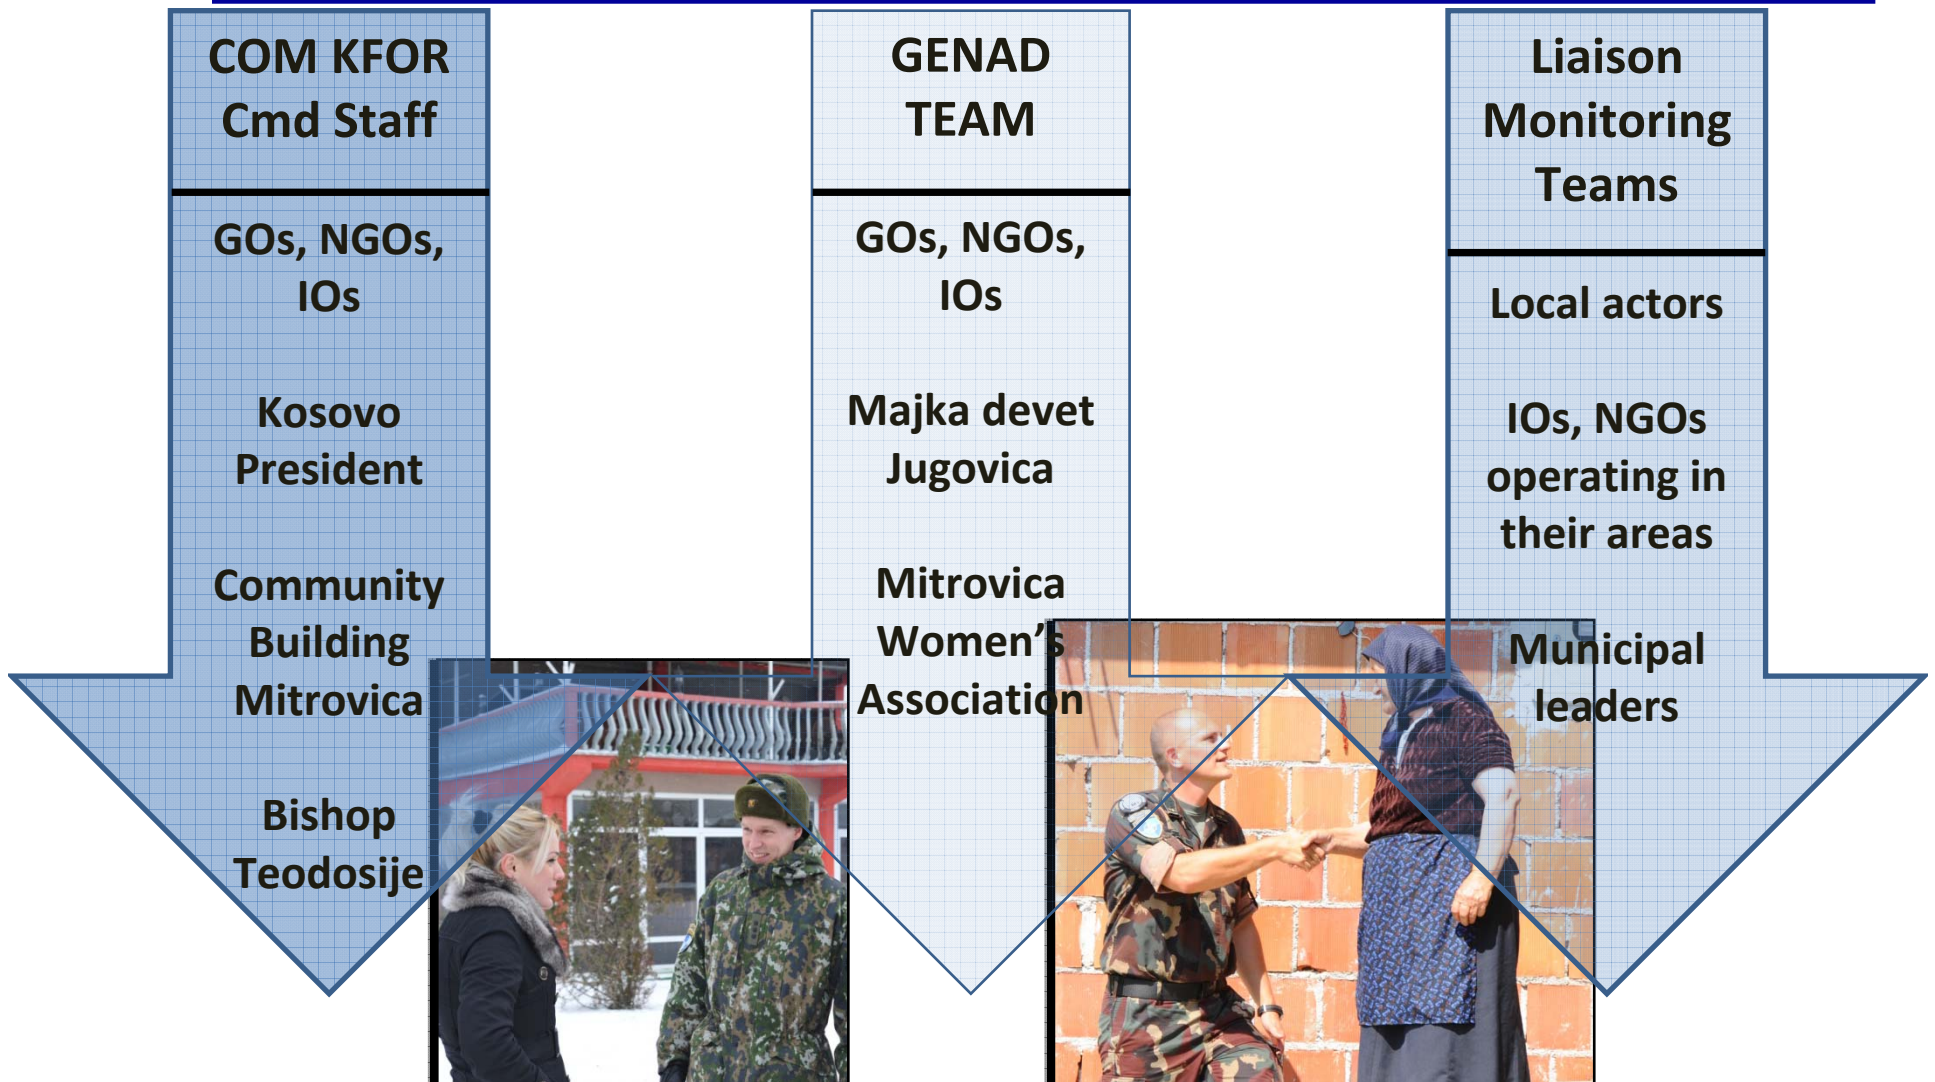 COM KFOR
Cmd Staff
GOs, NGOs,
IOs
Kosovo
President
Community
Building
Mitrovica
Bishop
Teodosije
GENAD
TEAM
GOs, NGOs,
IOs
Majka devet
Jugovica
Mitrovica
Women’s
Association
Liaison
Monitoring
Teams
Local actors
IOs, NGOs
operating in
their areas
Municipal
leaders